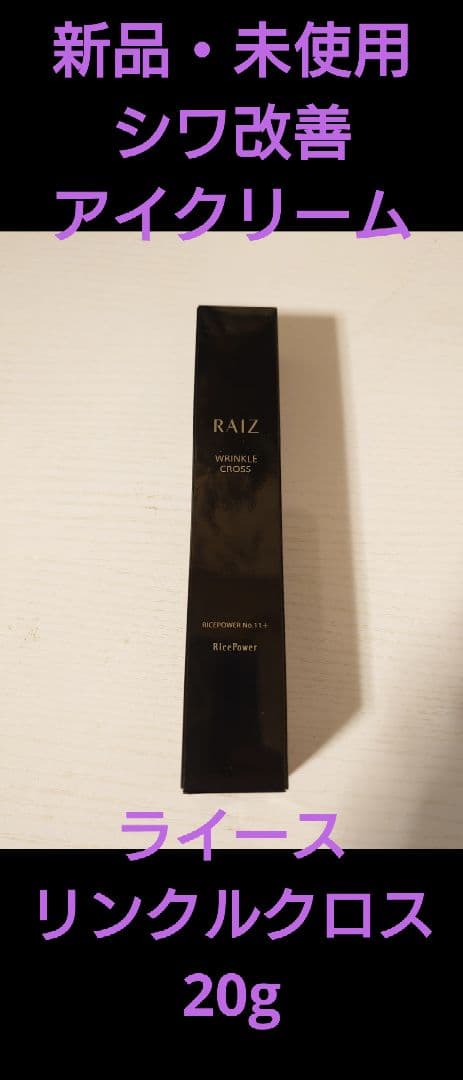 新品・未使用
シワ改善
アイクリーム
RAIZ
WRINKLE
CROSS
RICEPOWER No.11+
RicePower
ライース
リンクルクロス
20g